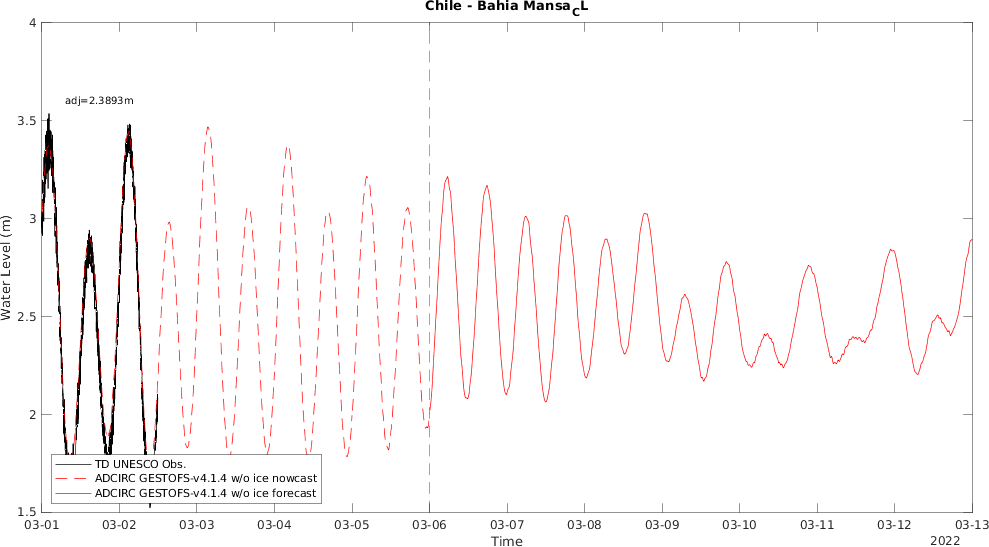 Chile - Bahia Mansa_CL
4
adj=2.3893m
3.5
3
Water Level (m)
2.5
2
TD UNESCO Obs.
ADCIRC GESTOFS-v4.1.4 w/o ice nowcast
ADCIRC GESTOFS-v4.1.4 w/o ice forecast
1.5
03-01 03-02 03-03 03-04 03-05 03-06 03-07 03-08 03-09 03-10 03-11 03-12 03-13
Time
2022